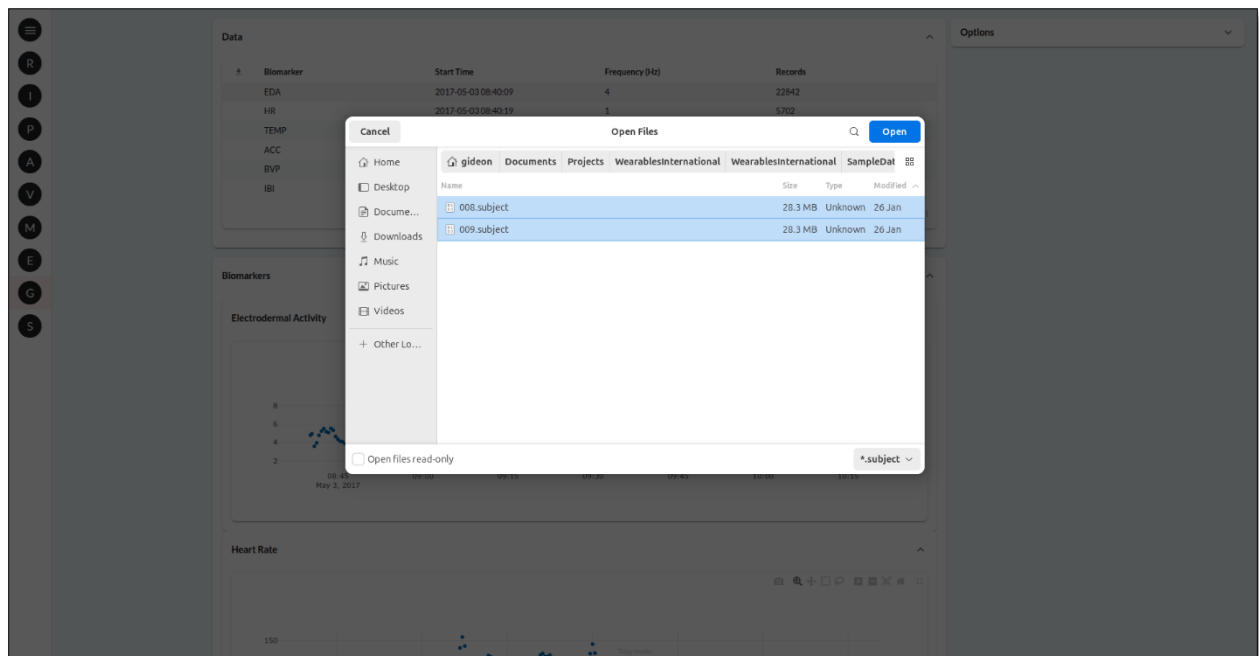 Data
Options
Biomarker Start Time Frequency (Hz) Records
EDA 2017-05-03 08:40:09 4 22842
HR 2017-05-03 08:40:19 1 5702
TEMP
ACC
BVP
IBI
R
I
P
A
V
M
E
G
S
Cancel Open Files Open
Home
Desktop
Docume...
Downloads
Music
Pictures
Videos
+ Other Lo...
gideon Documents Projects WearablesInternational WearablesInternational SampleDat
Name Size Type Modified
008.subject 28.3 MB Unknown 26 Jan
009.subject 28.3 MB Unknown 26 Jan
Open files read-only *.subject
Biomarkers
Electrodermal Activity
8
6
4
2
08:45 09:00 09:15 09:30 09:45 10:00 10:15
May 3, 2017
Heart Rate
150